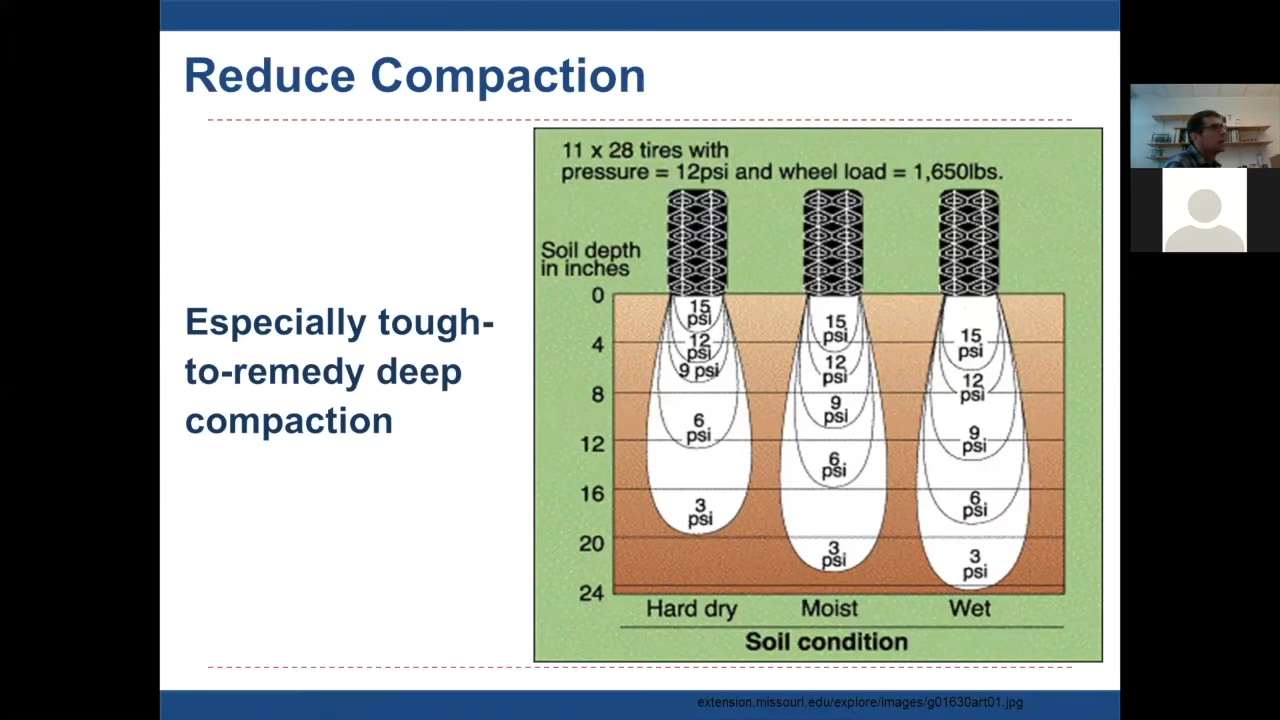 Reduce Compaction
11 x 28 tires with
pressure = 12psi and wheel load = 1,650lbs.
Soil depth
in inches
Especially tough-
to-remedy deep
compaction
0
4
8
12
16
20
24
15
psi
12
psi
9 psi
6
psi
3
psi
15
psi
12
psi
9
psi
6
psi
3
psi
15
psi
12
psi
9
psi
6
psi
3
psi
Hard dry
Moist
Wet
Soil condition
extension.missouri.edu/explore/images/g01630art01.jpg